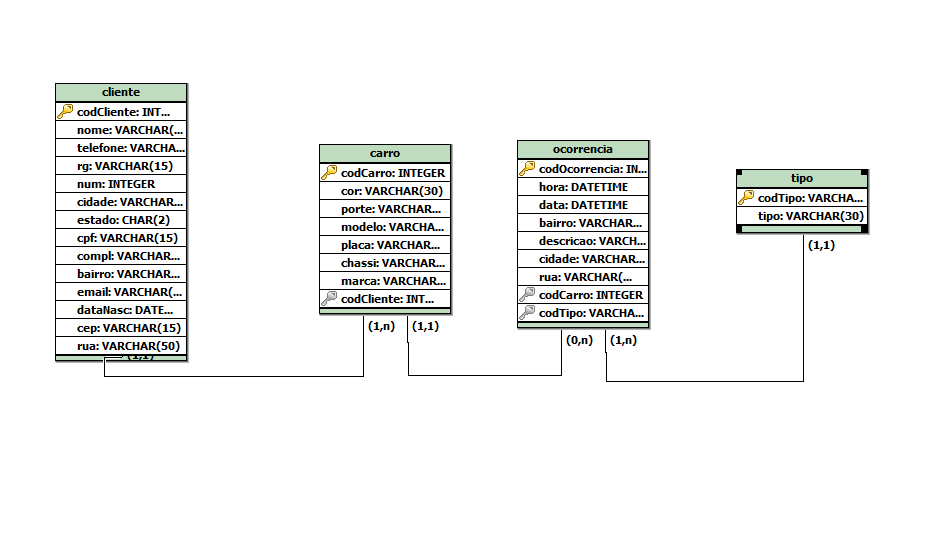 cliente
codCliente: INT...
nome: VARCHAR(...
telefone: VARCHA...
rg: VARCHAR(15)
num: INTEGER
cidade: VARCHAR...
estado: CHAR(2)
cpf: VARCHAR(15)
compl: VARCHAR...
bairro: VARCHAR...
email: VARCHAR(...
dataNasc: DATE...
cep: VARCHAR(15)
rua: VARCHAR(50)
(1,1)
carro
codCarro: INTEGER
cor: VARCHAR(30)
porte: VARCHAR...
modelo: VARCHA...
placa: VARCHAR...
chassi: VARCHAR...
marca: VARCHAR...
codCliente: INT...
(1,n) (1,1)
ocorrencia
codOcorrencia: IN...
hora: DATETIME
data: DATETIME
bairro: VARCHAR...
descricao: VARCH...
cidade: VARCHAR...
rua: VARCHAR(...
codCarro: INTEGER
codTipo: VARCHA...
(0,n) (1,n)
tipo
codTipo: VARCHA...
tipo: VARCHAR(30)
(1,1)